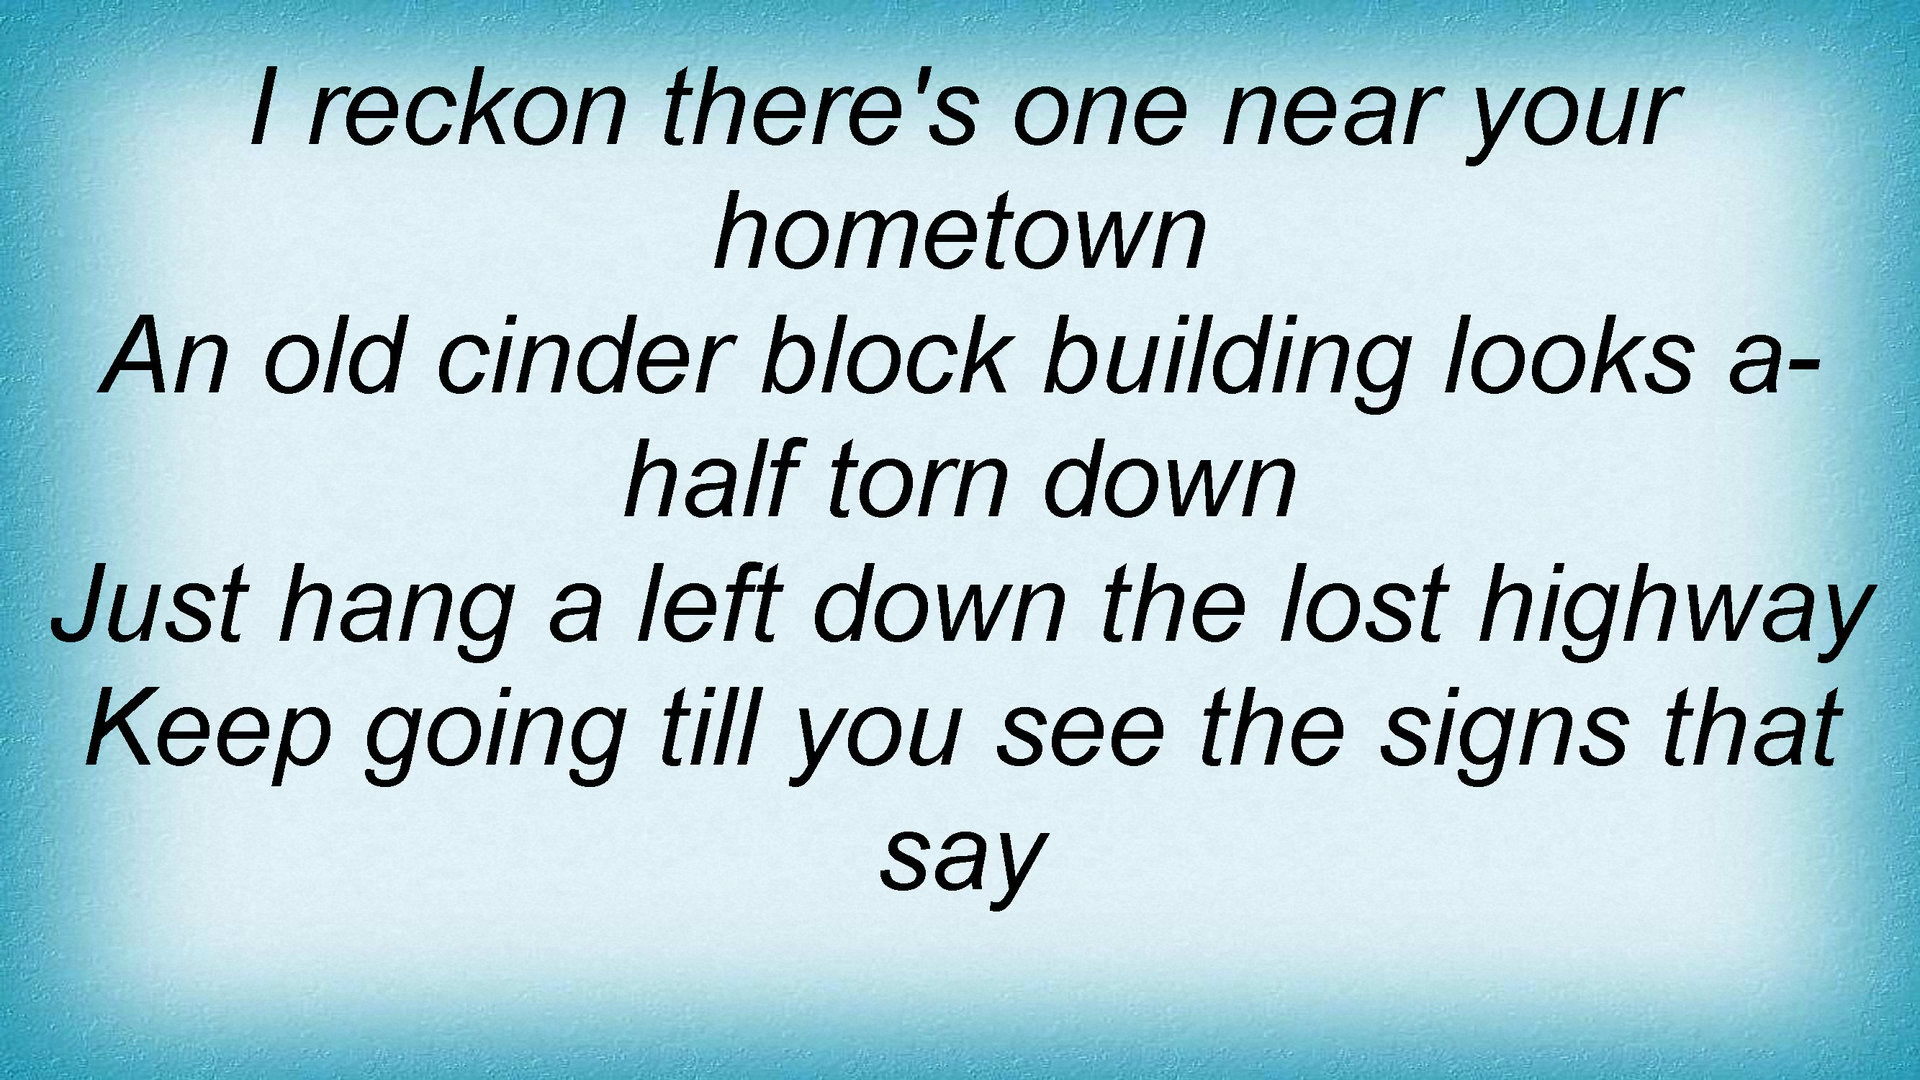 I reckon there's one near your
hometown
An old cinder block building looks a-
half torn down
Just hang a left down the lost highway
Keep going till you see the signs that
say